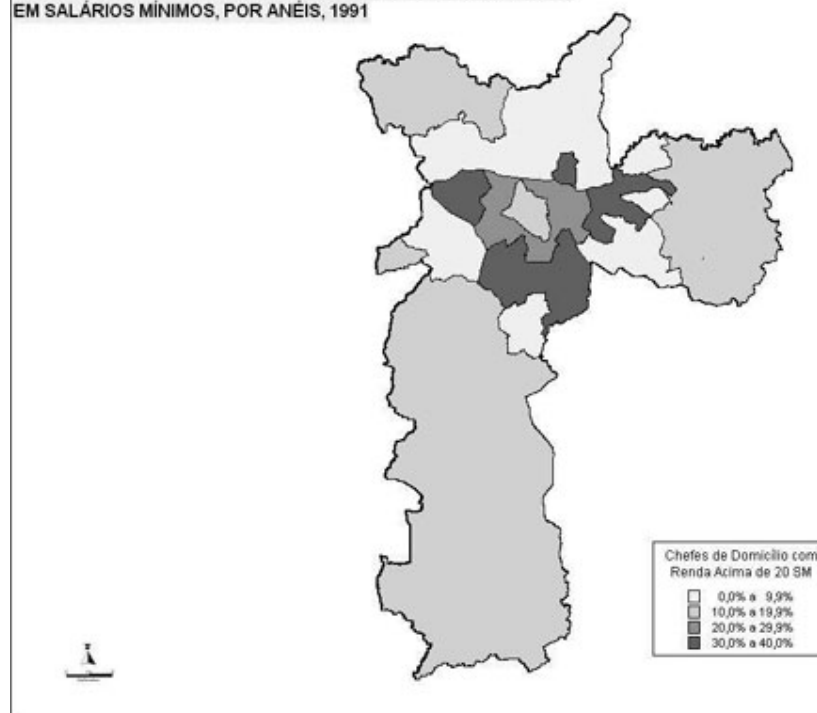 EM SALÁRIOS MÍNIMOS, POR ANÉIS, 1991
Chefes de Domicílio com
Renda Acima de 20 SM
0,0% a 9,9%
10,0% a 19,9%
20,0% a 29,9%
30,0% a 40,0%